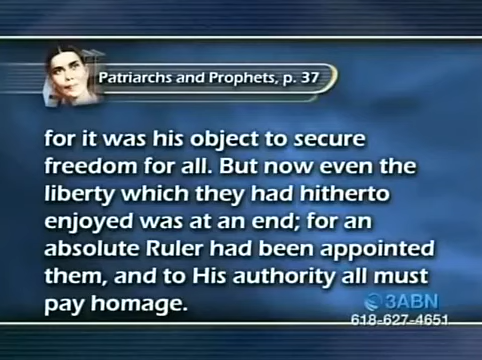 Patriarchs and Prophets, p. 37
for it was his object to secure
freedom for all. But now even the
liberty which they had hitherto
enjoyed was at an end; for an
absolute Ruler had been appointed
them, and to His authority all must
pay homage.
3ABN
618-627-4651